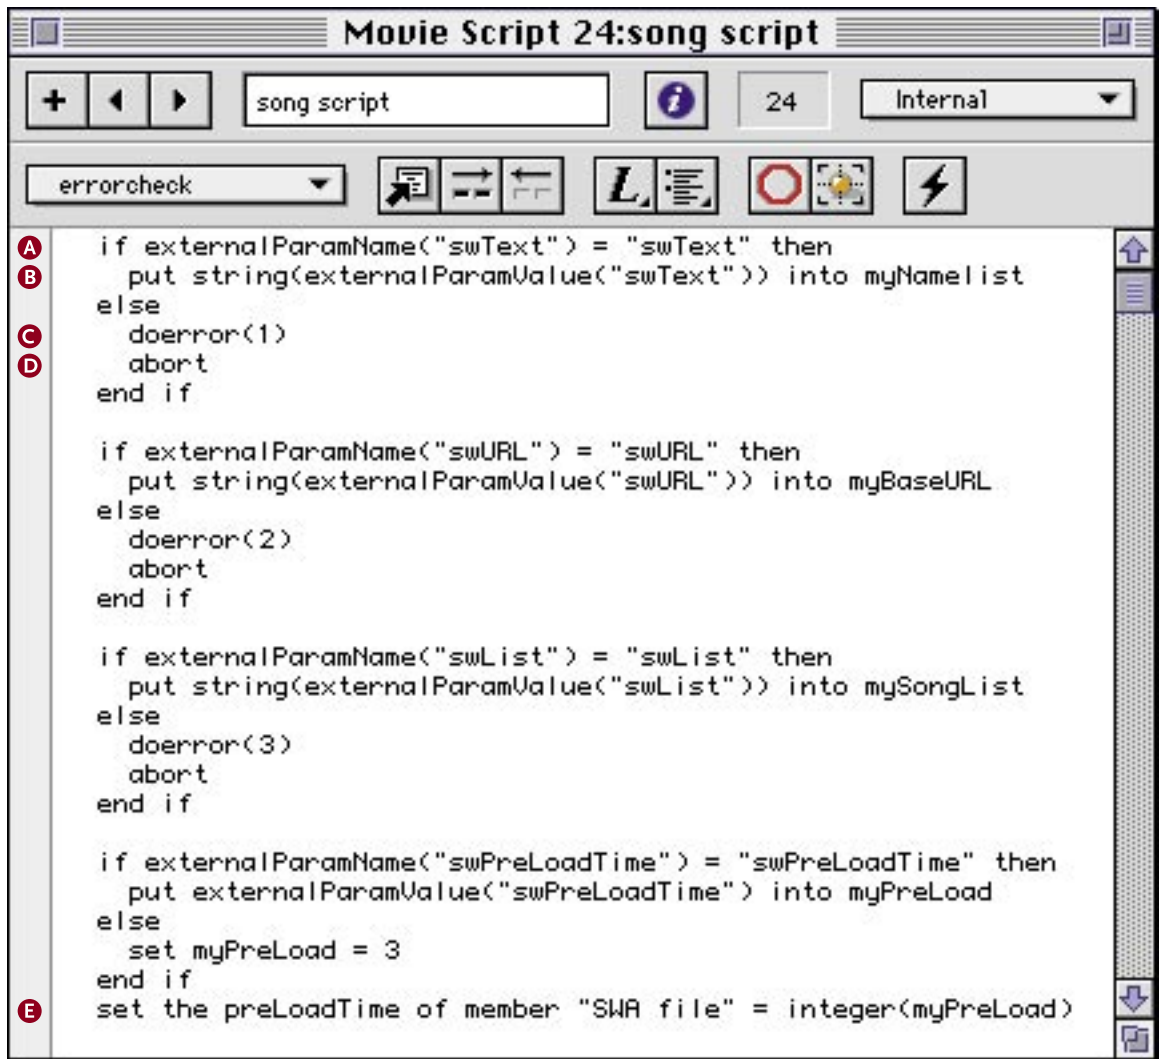 Movie Script 24:song script
song script
i
24
Internal
errorcheck
L
A if externalParamName("swText") = "swText" then
B put string(externalParamValue("swText")) into myNamelist
else
C doerror(1)
D abort
end if
if externalParamName("swURL") = "swURL" then
put string(externalParamValue("swURL")) into myBaseURL
else
doerror(2)
abort
end if
if externalParamName("swList") = "swList" then
put string(externalParamValue("swList")) into mySongList
else
doerror(3)
abort
end if
if externalParamName("swPreLoadTime") = "swPreLoadTime" then
put externalParamValue("swPreLoadTime") into myPreLoad
else
set myPreLoad = 3
end if
E set the preLoadTime of member "SWA file" = integer(myPreLoad)